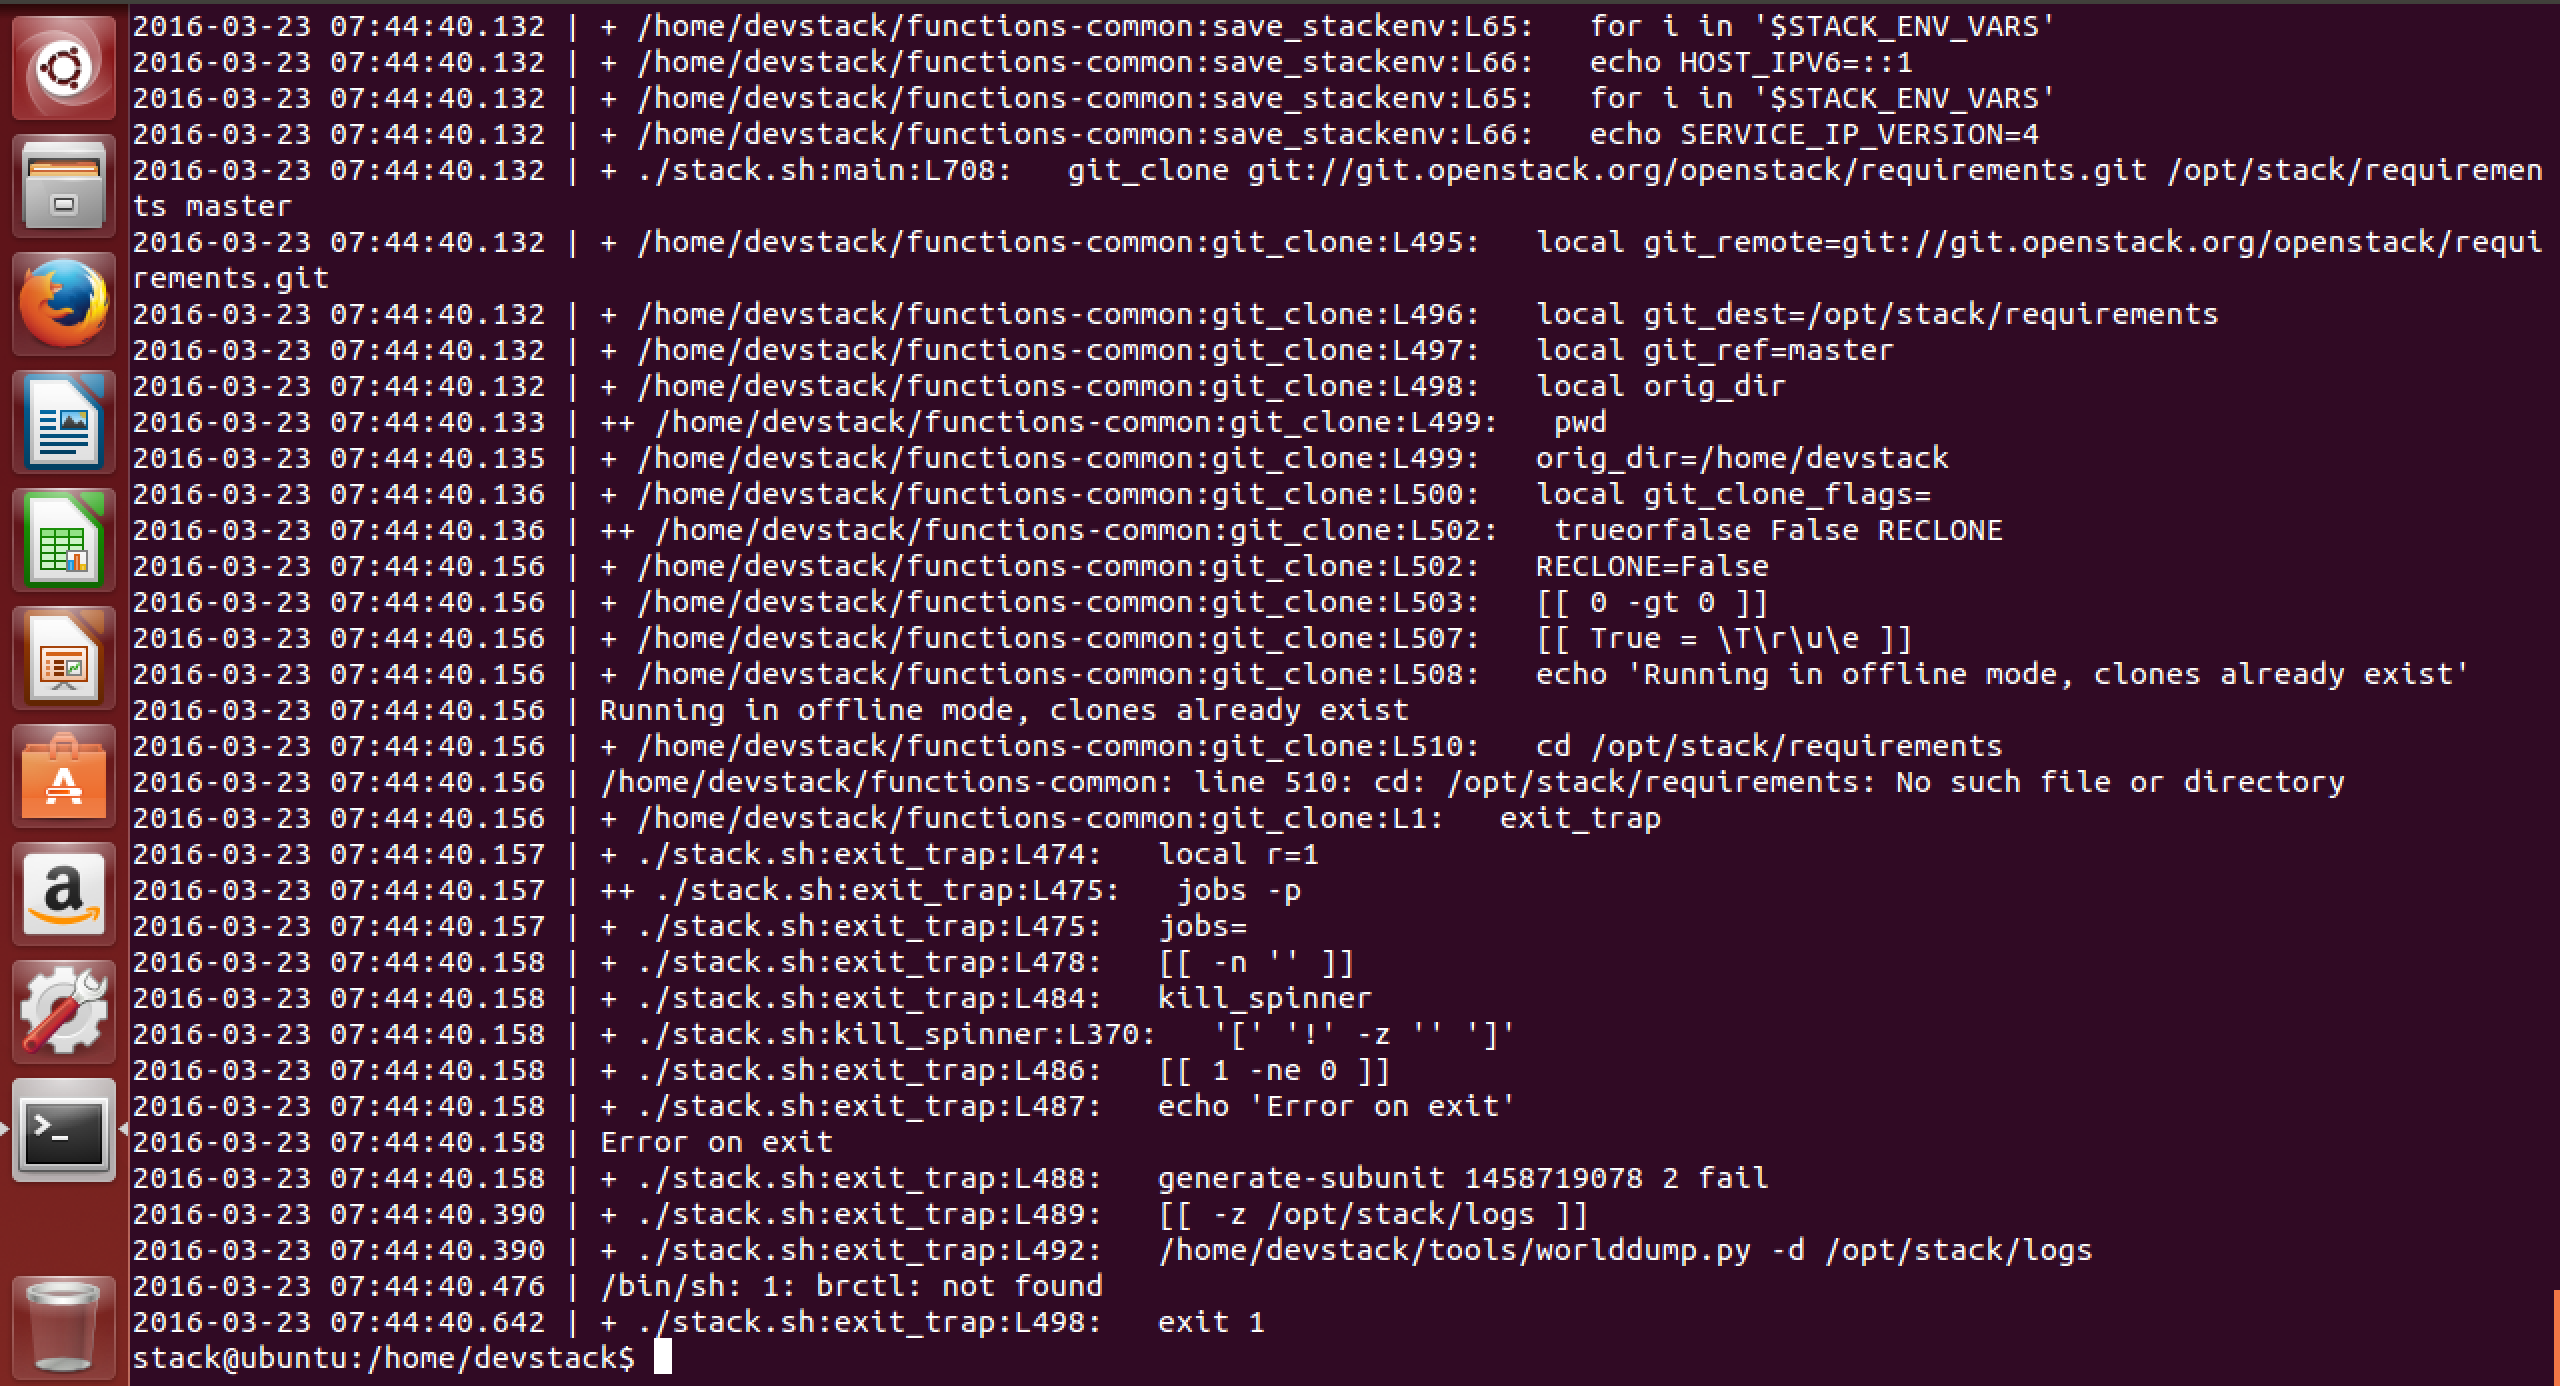 2016-03-23 07:44:40.132 | + /home/devstack/functions-common:save_stackenv:L65:   for i in '$STACK_ENV_VARS'
2016-03-23 07:44:40.132 | + /home/devstack/functions-common:save_stackenv:L66:   echo HOST_IPV6=::1
2016-03-23 07:44:40.132 | + /home/devstack/functions-common:save_stackenv:L65:   for i in '$STACK_ENV_VARS'
2016-03-23 07:44:40.132 | + /home/devstack/functions-common:save_stackenv:L66:   echo SERVICE_IP_VERSION=4
2016-03-23 07:44:40.132 | + ./stack.sh:main:L708:   git_clone git://git.openstack.org/openstack/requirements.git /opt/stack/requiremen
ts master
2016-03-23 07:44:40.132 | + /home/devstack/functions-common:git_clone:L495:   local git_remote=git://git.openstack.org/openstack/requi
rements.git
2016-03-23 07:44:40.132 | + /home/devstack/functions-common:git_clone:L496:   local git_dest=/opt/stack/requirements
2016-03-23 07:44:40.132 | + /home/devstack/functions-common:git_clone:L497:   local git_ref=master
2016-03-23 07:44:40.132 | + /home/devstack/functions-common:git_clone:L498:   local orig_dir
2016-03-23 07:44:40.133 | ++ /home/devstack/functions-common:git_clone:L499:   pwd
2016-03-23 07:44:40.135 | + /home/devstack/functions-common:git_clone:L499:   orig_dir=/home/devstack
2016-03-23 07:44:40.136 | + /home/devstack/functions-common:git_clone:L500:   local git_clone_flags=
2016-03-23 07:44:40.136 | ++ /home/devstack/functions-common:git_clone:L502:   trueorfalse False RECLONE
2016-03-23 07:44:40.156 | + /home/devstack/functions-common:git_clone:L502:   RECLONE=False
2016-03-23 07:44:40.156 | + /home/devstack/functions-common:git_clone:L503:   [[ 0 -gt 0 ]]
2016-03-23 07:44:40.156 | + /home/devstack/functions-common:git_clone:L507:   [[ True = \T\r\u\e ]]
2016-03-23 07:44:40.156 | + /home/devstack/functions-common:git_clone:L508:   echo 'Running in offline mode, clones already exist'
2016-03-23 07:44:40.156 | Running in offline mode, clones already exist
2016-03-23 07:44:40.156 | + /home/devstack/functions-common:git_clone:L510:   cd /opt/stack/requirements
2016-03-23 07:44:40.156 | /home/devstack/functions-common: line 510: cd: /opt/stack/requirements: No such file or directory
2016-03-23 07:44:40.156 | + /home/devstack/functions-common:git_clone:L1:   exit_trap
2016-03-23 07:44:40.157 | + ./stack.sh:exit_trap:L474:   local r=1
2016-03-23 07:44:40.157 | ++ ./stack.sh:exit_trap:L475:   jobs -p
2016-03-23 07:44:40.157 | + ./stack.sh:exit_trap:L475:   jobs=
2016-03-23 07:44:40.158 | + ./stack.sh:exit_trap:L478:   [[ -n '' ]]
2016-03-23 07:44:40.158 | + ./stack.sh:exit_trap:L484:   kill_spinner
2016-03-23 07:44:40.158 | + ./stack.sh:kill_spinner:L370:   '[' '!' -z '' ']'
2016-03-23 07:44:40.158 | + ./stack.sh:exit_trap:L486:   [[ 1 -ne 0 ]]
2016-03-23 07:44:40.158 | + ./stack.sh:exit_trap:L487:   echo 'Error on exit'
2016-03-23 07:44:40.158 | Error on exit
2016-03-23 07:44:40.158 | + ./stack.sh:exit_trap:L488:   generate-subunit 1458719078 2 fail
2016-03-23 07:44:40.390 | + ./stack.sh:exit_trap:L489:   [[ -z /opt/stack/logs ]]
2016-03-23 07:44:40.390 | + ./stack.sh:exit_trap:L492:   /home/devstack/tools/worlddump.py -d /opt/stack/logs
2016-03-23 07:44:40.476 | /bin/sh: 1: brctl: not found
2016-03-23 07:44:40.642 | + ./stack.sh:exit_trap:L498:   exit 1
stack@ubuntu:/home/devstack$